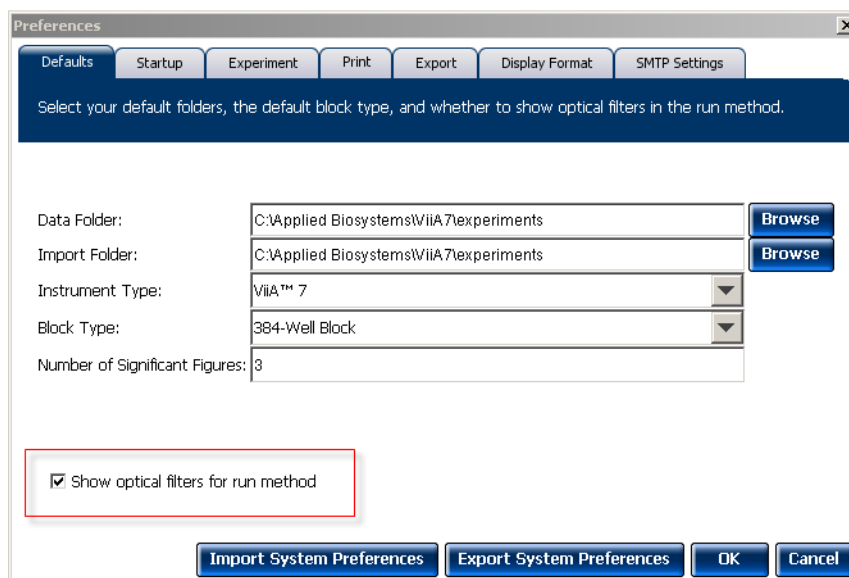 Preferences
Defaults Startup Experiment Print Export Display Format SMTP Settings
Select your default folders, the default block type, and whether to show optical filters in the run method.
Data Folder: C:\Applied Biosystems\ViiA7\experiments Browse
Import Folder: C:\Applied Biosystems\ViiA7\experiments Browse
Instrument Type: ViiA™ 7
Block Type: 384-Well Block
Number of Significant Figures: 3
Show optical filters for run method
Import System Preferences Export System Preferences OK Cancel